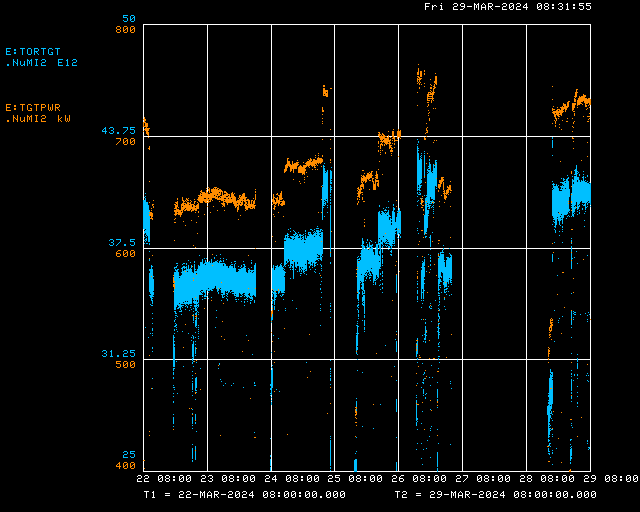 Fri 29-MAR-2024 08:31:55
50
800
E:TORTGT
.NuMI2 E12
E:TGTPWR
.NuMI2 kW
43.75
700
37.5
600
31.25
500
25
400
22 08:00 23 08:00 24 08:00 25 08:00 26 08:00 27 08:00 28 08:00 29 08:00
T1 = 22-MAR-2024 08:00:00.000 T2 = 29-MAR-2024 08:00:00.000